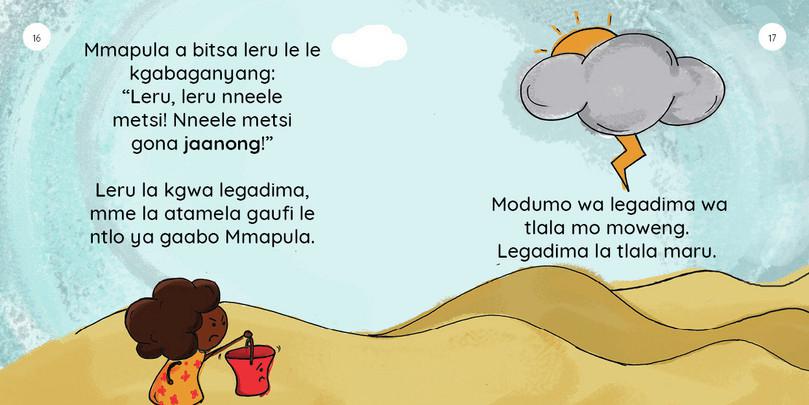 16
Mmapula a bitsa leru le le
kgabaganyang:
“Leru, leru nneele
metsi! Nneele metsi
gona jaanong!”
Leru la kgwa legadima,
mme la atamela gaufi le
ntlo ya gaabo Mmapula.
17
Modumo wa legadima wa
tlala mo moweng.
Legadima la tlala maru.